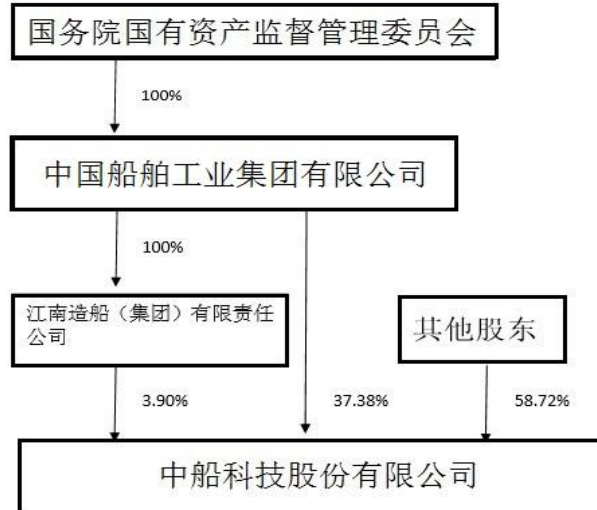 国务院国有资产监督管理委员会
100%
中国船舶工业集团有限公司
100%
江南造船（集团）有限责任
公司
其他股东
3.90%
37.38%
58.72%
中船科技股份有限公司